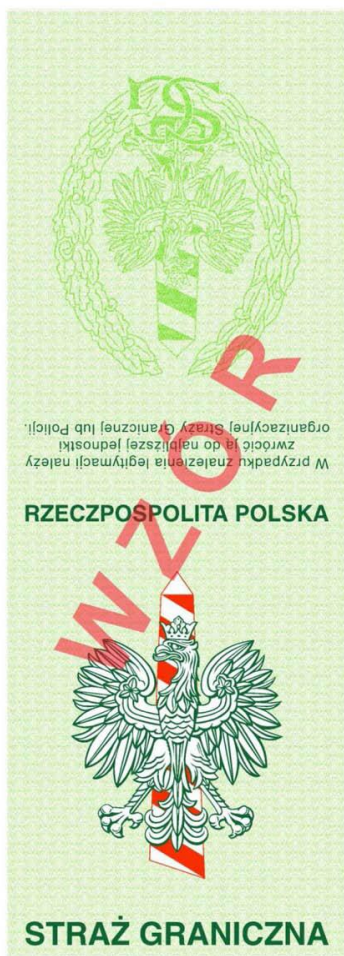 SG
W przypadku znalezienia legitymacji należy
zwrócić ją do najbliższej jednostki
organizacyjnej Straży Granicznej lub Policji.
RZECZPOSPOLITA POLSKA
WZÓR
STRAŻ GRANICZNA